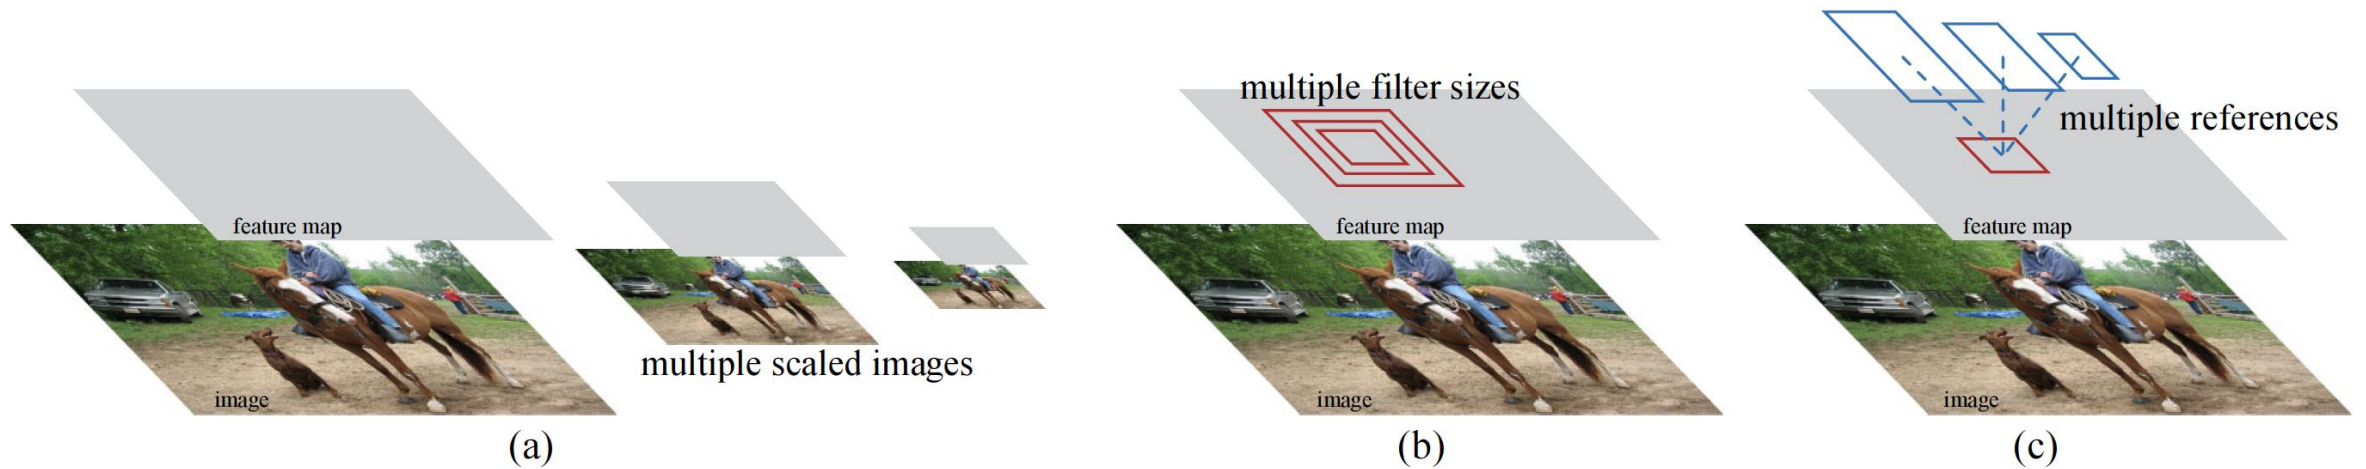 feature map
image
multiple scaled images
(a)
multiple filter sizes
feature map
image
(b)
multiple references
feature map
image
(c)